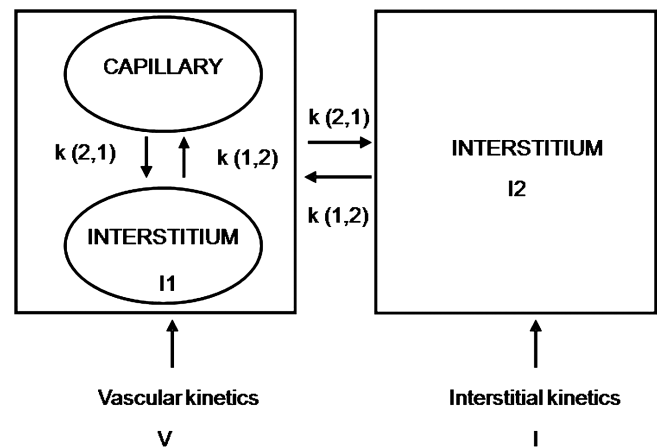 CAPILLARY
k (2,1)
k (1,2)
INTERSTITIUM
I1
k (2,1)
k (1,2)
INTERSTITIUM
I2
Vascular kinetics
V
Interstitial kinetics
I